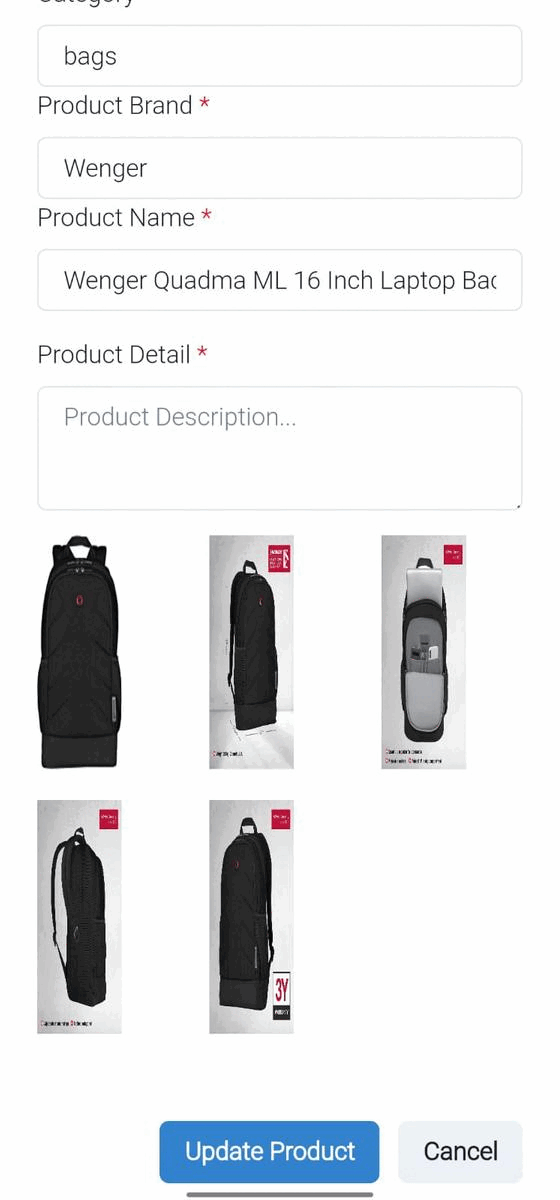 Category
bags
Product Brand *
Wenger
Product Name *
Wenger Quadma ML 16 Inch Laptop Bac
Product Detail *
Product Description...
3Y
Update Product
Cancel